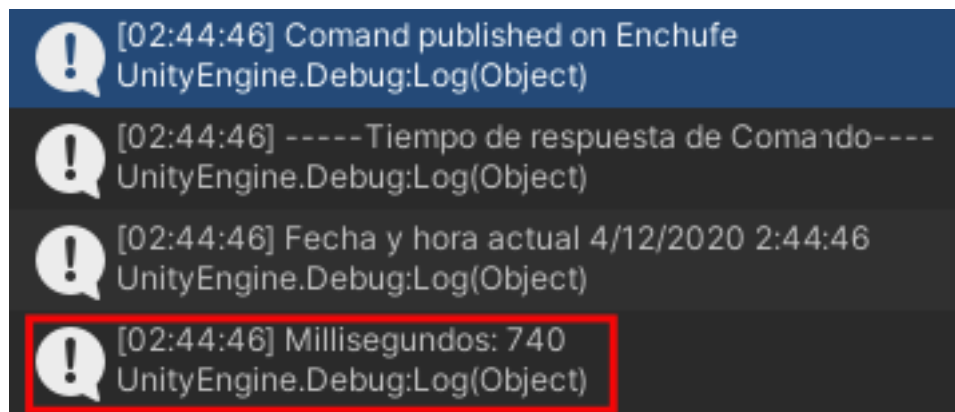 [02:44:46] Comand published on Enchufe
UnityEngine.Debug:Log(Object)
[02:44:46] -----Tiempo de respuesta de Comando----
UnityEngine.Debug:Log(Object)
[02:44:46] Fecha y hora actual 4/12/2020 2:44:46
UnityEngine.Debug:Log(Object)
[02:44:46] Millisegundos: 740
UnityEngine.Debug:Log(Object)